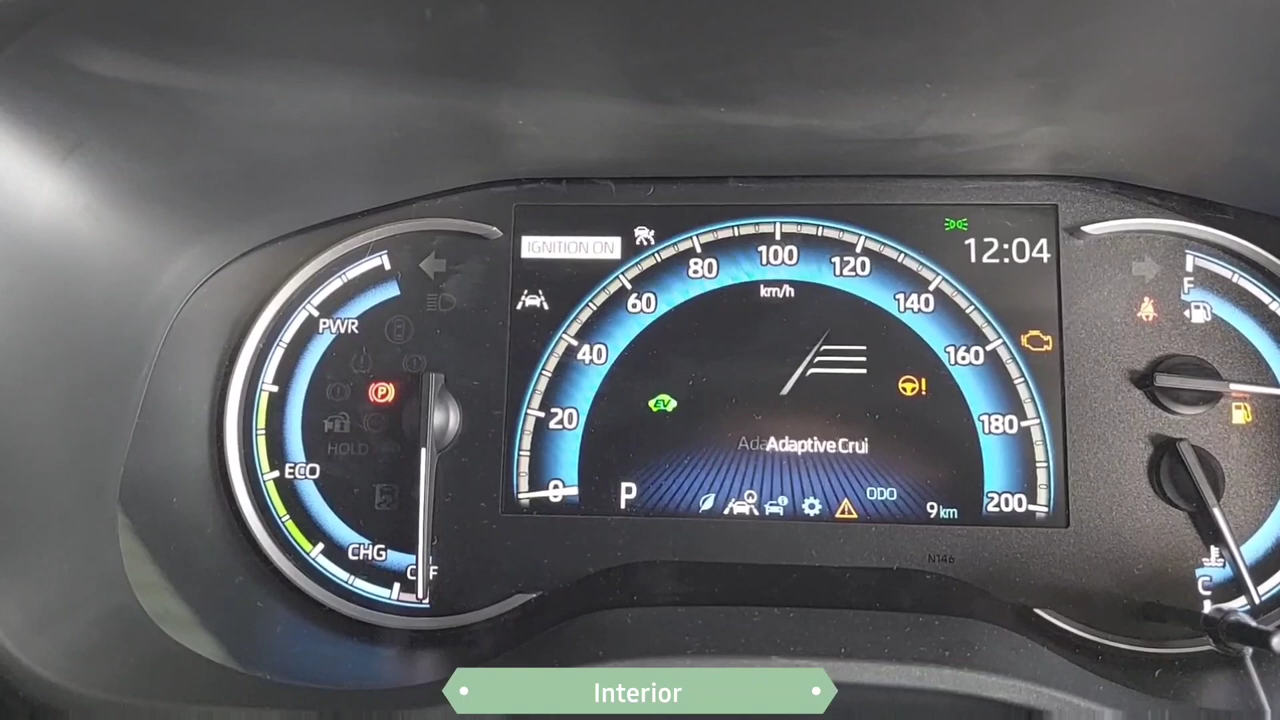 IGNITION ON
12:04
100
80
120
km/h
60
140
PWR
40
160
P
EV
20
180
HOLD
Adaptive Crui
ECO
0
P
ODO
9 km
200
CHG
OFF
N146
F
C
Interior